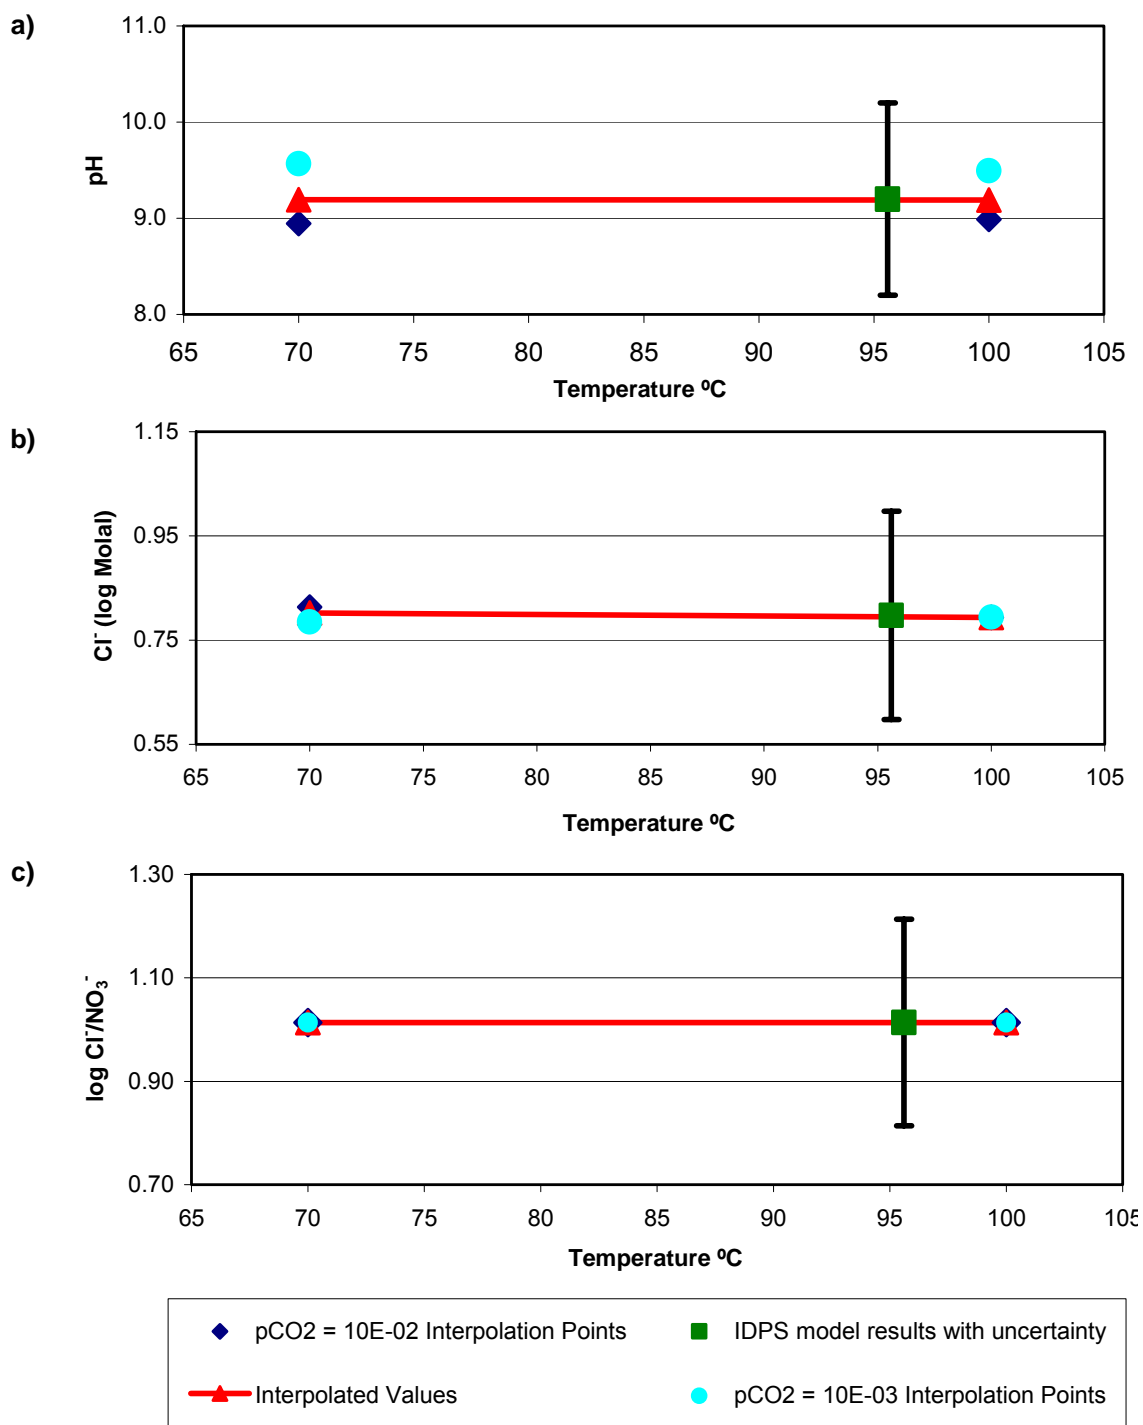 a)
11.0
10.0
9.0
8.0
pH
65 70 75 80 85 90 95 100 105
Temperature ºC
b)
1.15
0.95
0.75
0.55
Cl⁻ (log Molal)
65 70 75 80 85 90 95 100 105
Temperature ºC
c)
1.30
1.10
0.90
0.70
log Cl⁻/NO₃⁻
65 70 75 80 85 90 95 100 105
Temperature ºC
pCO2 = 10E-02 Interpolation Points
IDPS model results with uncertainty
Interpolated Values
pCO2 = 10E-03 Interpolation Points